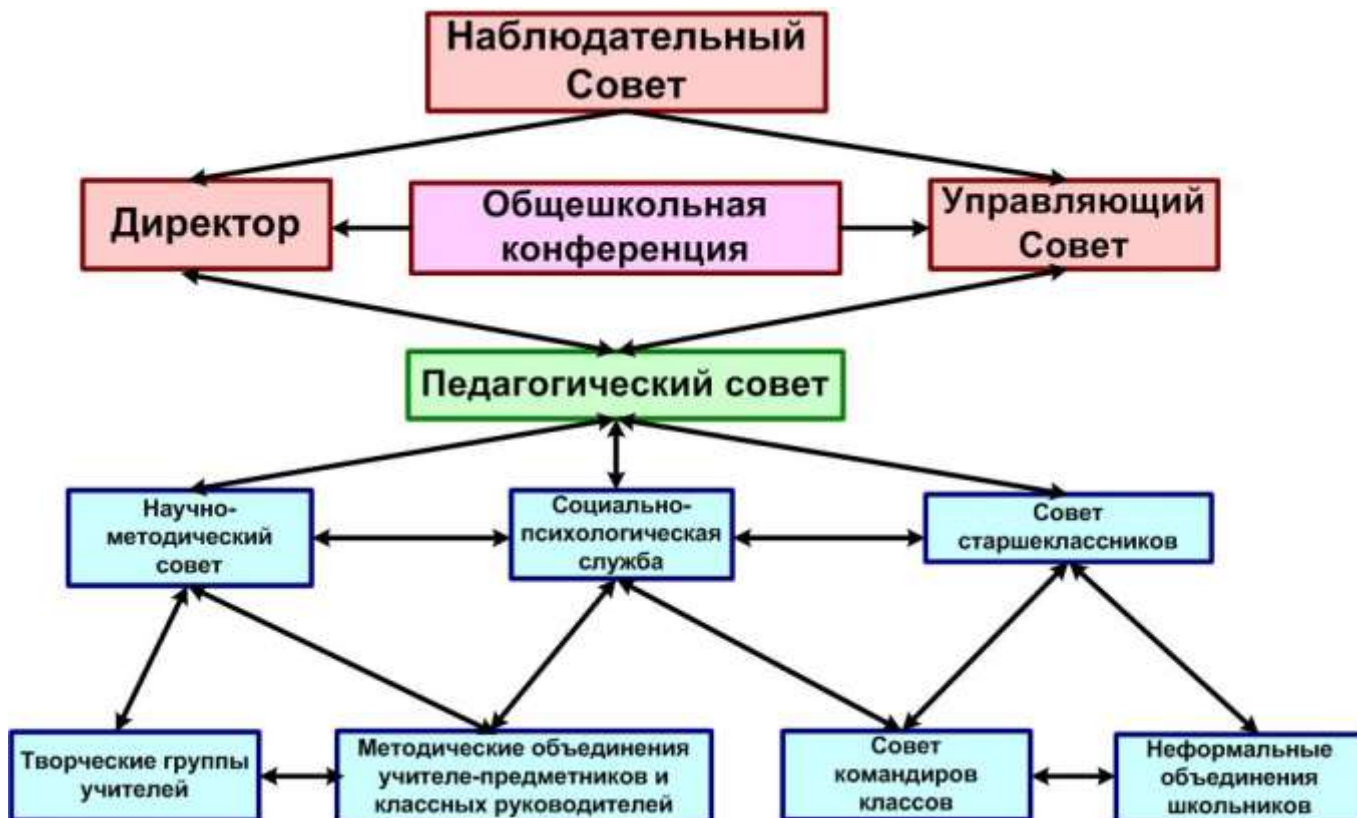 Наблюдательный
Совет
Директор
Общешкольная
конференция
Управляющий
Совет
Педагогический совет
Научно-
методический
совет
Социально-
психологическая
служба
Совет
старшеклассников
Творческие группы
учителей
Методические объединения
учителе-предметников и
классных руководителей
Совет
командиров
классов
Неформальные
объединения
школьников